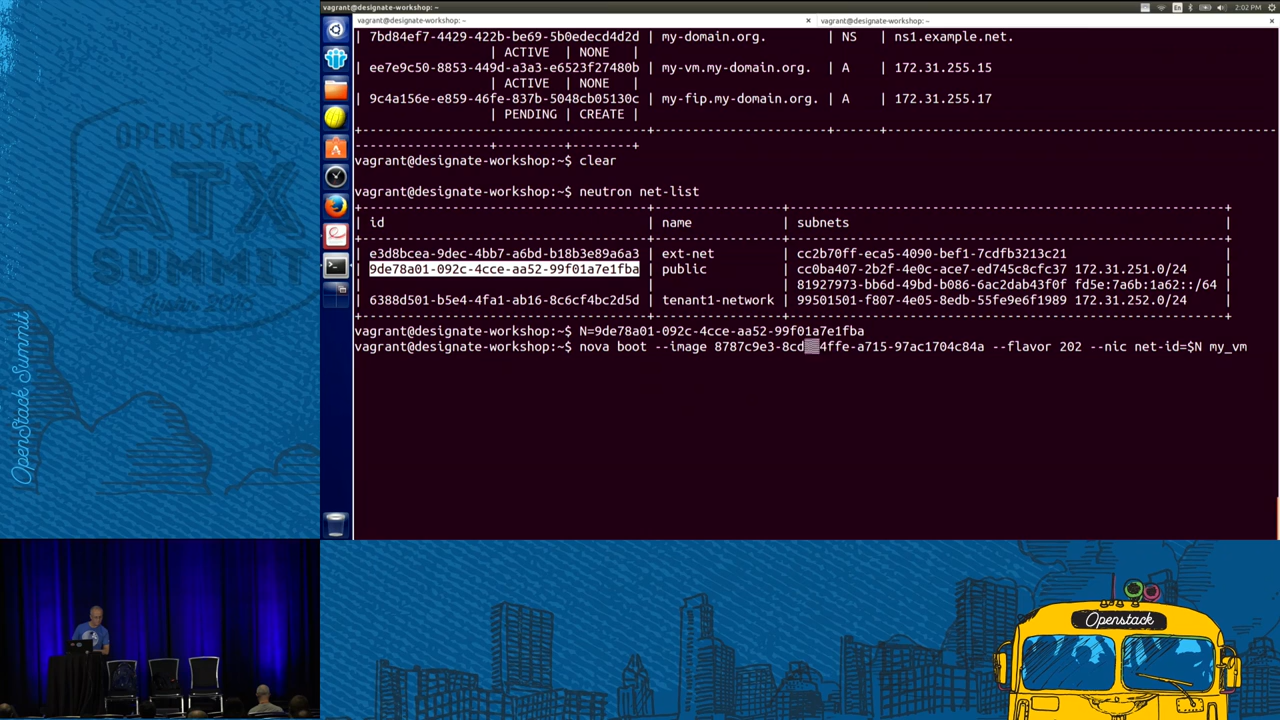 vagrant@designate-workshop: ~
En
2:02 PM
vagrant@designate-workshop: ~ × vagrant@designate-workshop: ~ ×
| 7bd84ef7-4429-422b-be69-5b0edecd4d2d | my-domain.org. | NS | ns1.example.net.
| ACTIVE | NONE |
| ee7e9c50-8853-449d-a3a3-e6523f27480b | my-vm.my-domain.org. | A | 172.31.255.15
| ACTIVE | NONE |
| 9c4a156e-e859-46fe-837b-5048cb05130c | my-fip.my-domain.org. | A | 172.31.255.17
| PENDING | CREATE |
vagrant@designate-workshop:~$ clear
vagrant@designate-workshop:~$ neutron net-list
| id | name | subnets |
| e3d8bcea-9dec-4bb7-a6bd-b18b3e89a6a3 | ext-net | cc2b70ff-eca5-4090-bef1-7cdfb3213c21 |
| 9de78a01-092c-4cce-aa52-99f01a7e1fba | public | cc0ba407-2b2f-4e0c-ace7-ed745c8cfc37 172.31.251.0/24 |
| | | 81927973-bb6d-49bd-b086-6ac2dab43f0f fd5e:7a6b:1a62::/64 |
| 6388d501-b5e4-4fa1-ab16-8c6cf4bc2d5d | tenant1-network | 99501501-f807-4e05-8edb-55fe9e6f1989 172.31.252.0/24 |
vagrant@designate-workshop:~$ N=9de78a01-092c-4cce-aa52-99f01a7e1fba
vagrant@designate-workshop:~$ nova boot --image 8787c9e3-8cd 4ffe-a715-97ac1704c84a --flavor 202 --nic net-id=$N my_vm
OPENSTACK
ATX
SUMMIT
OpenStack Summit
Openstack